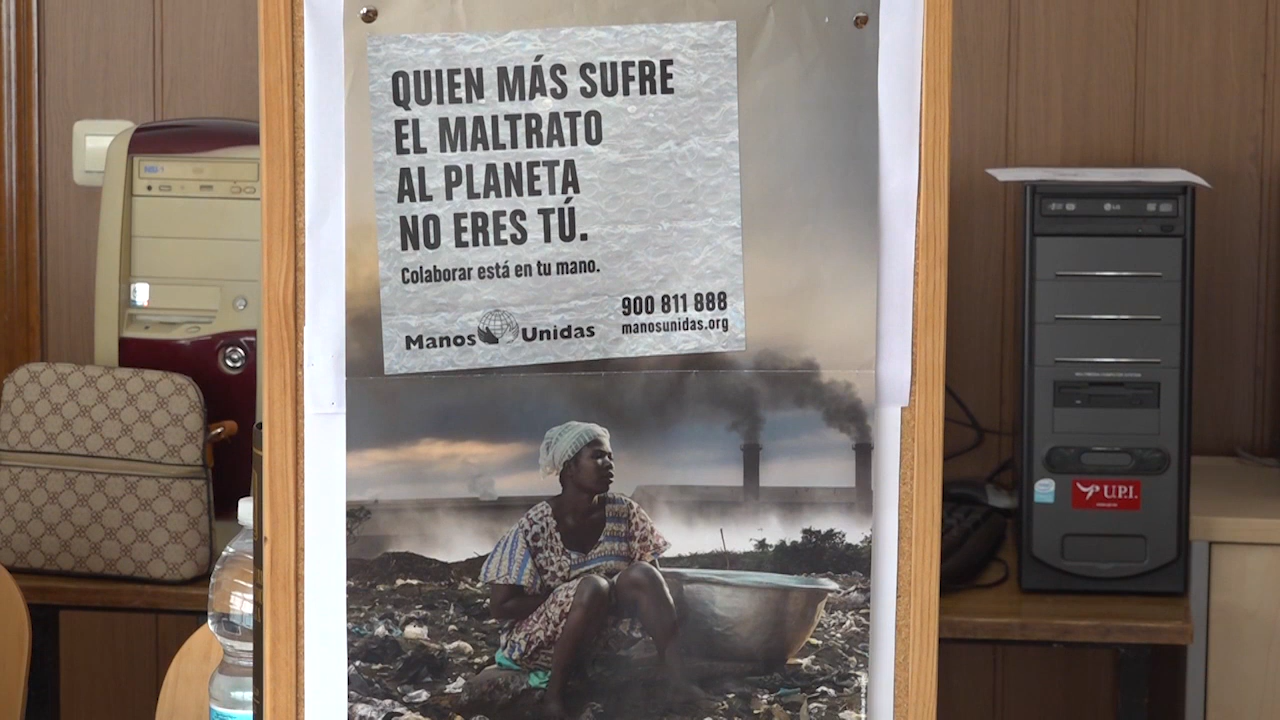 QUIEN MÁS SUFRE
EL MALTRATO
AL PLANETA
NO ERES TÚ.
Colaborar está en tu mano.
900 811 888
Manos Unidas
manosunidas.org
LG
U.P.I.